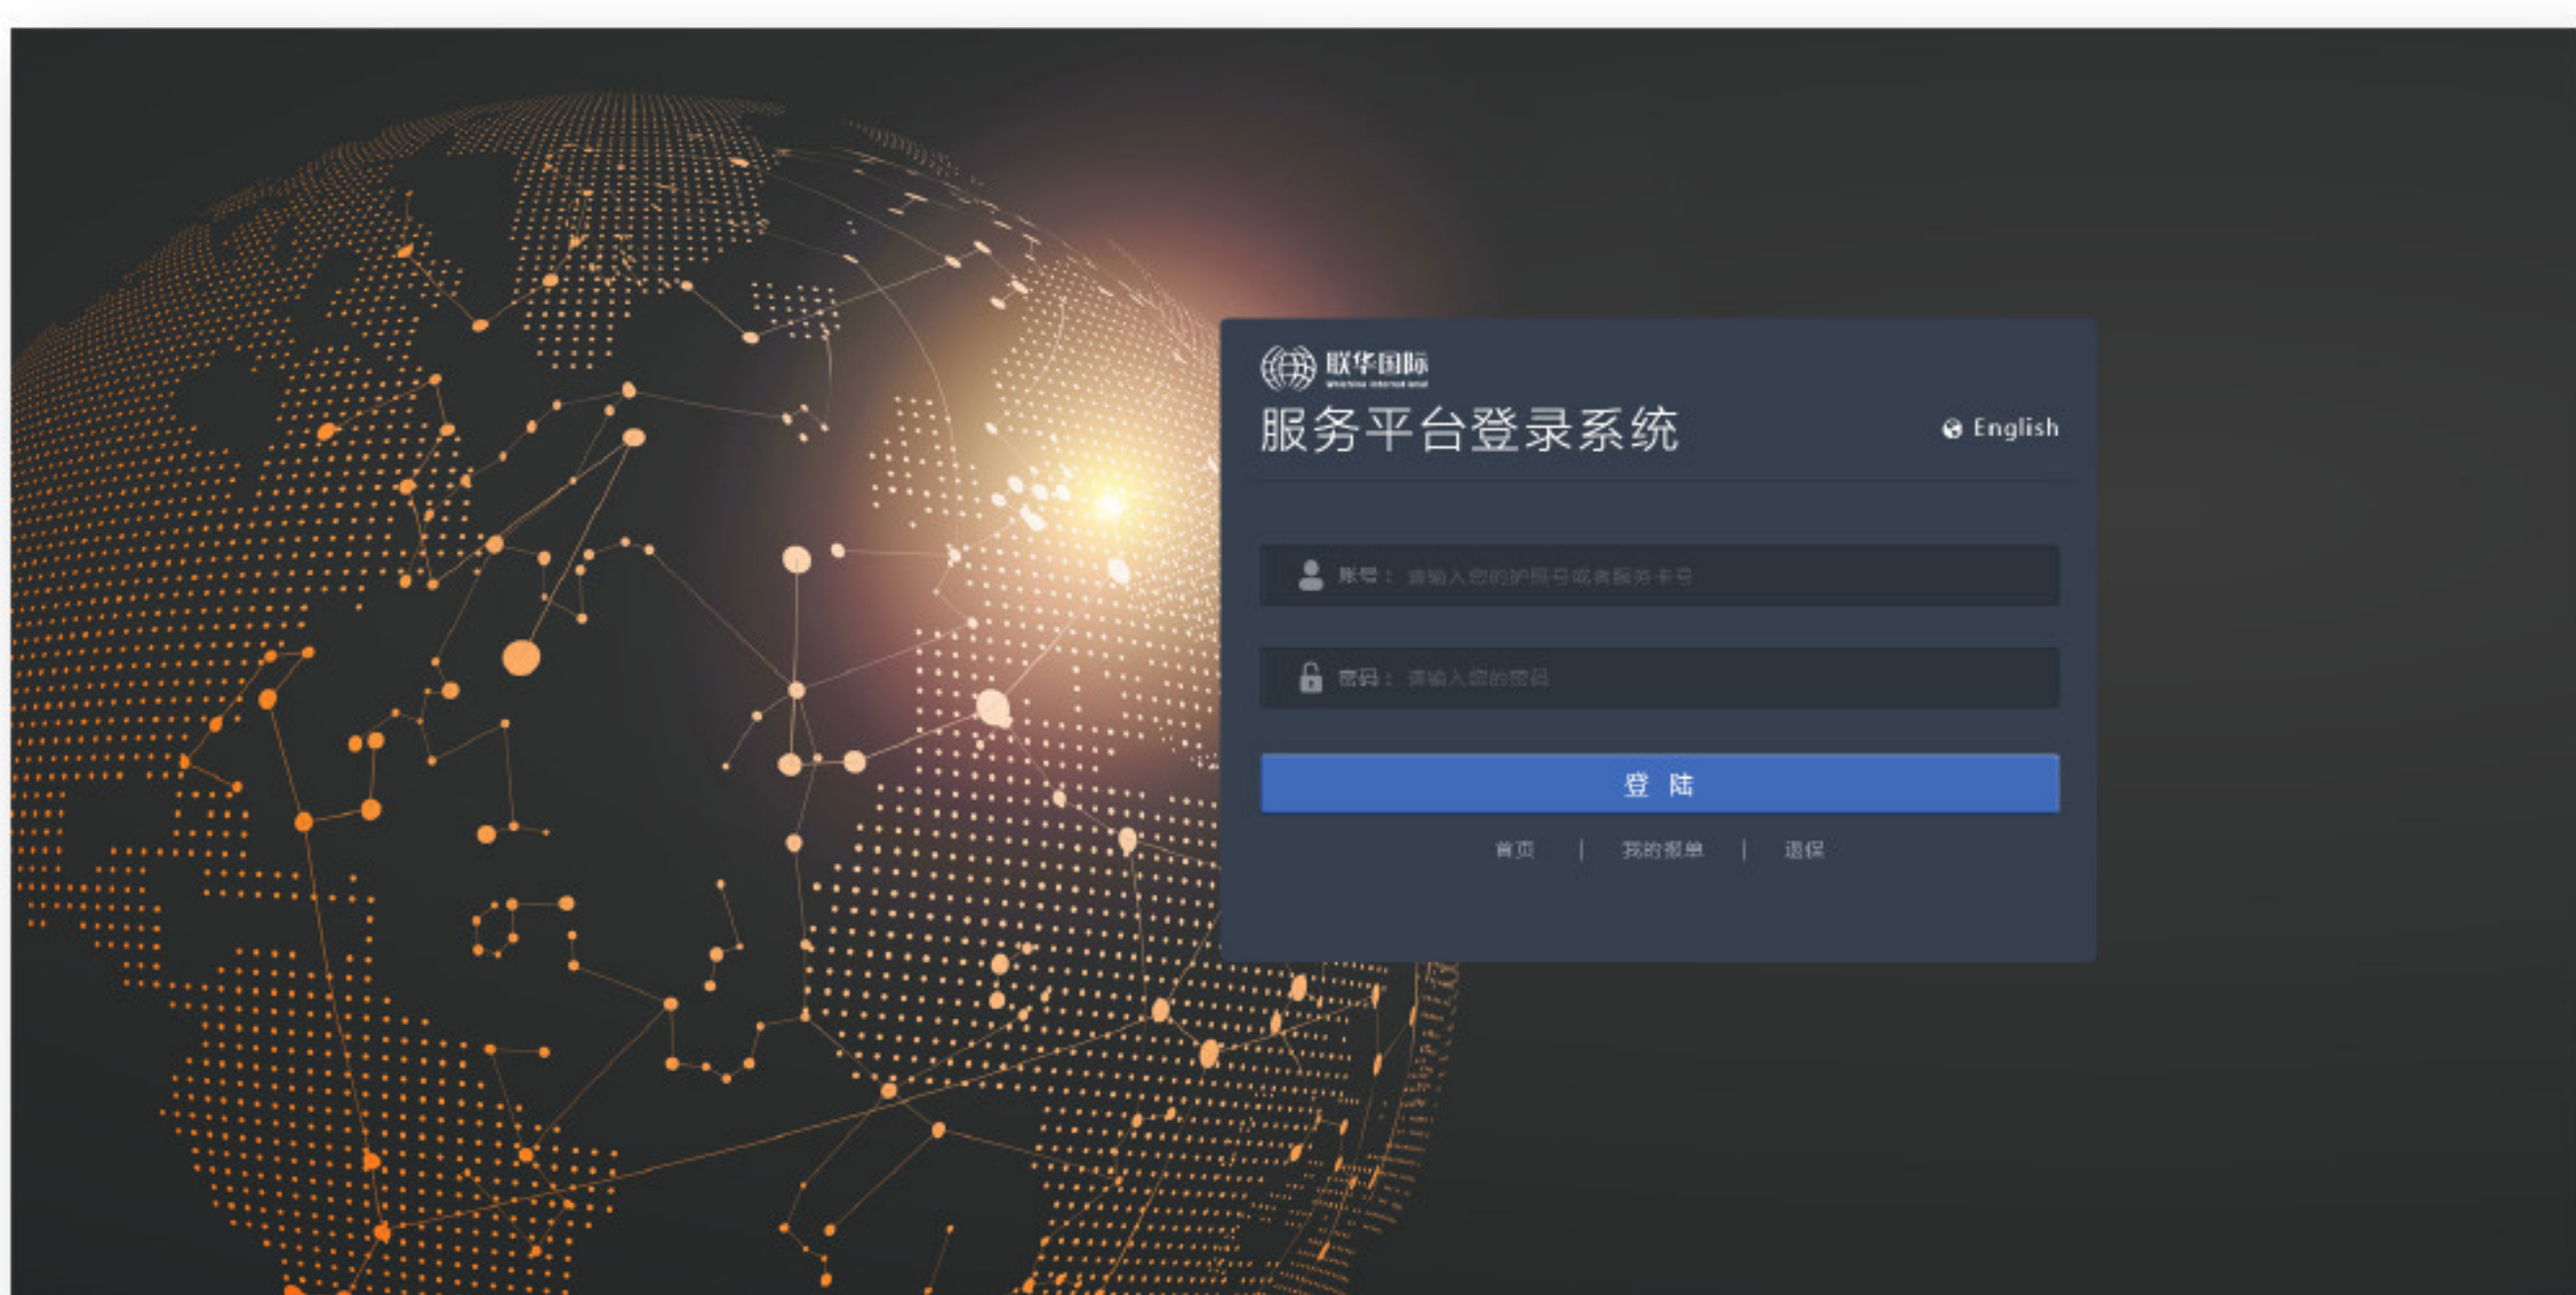 联华国际
服务平台登录系统
English
账号： 请输入您的护照号或者服务卡号
密码： 请输入您的密码
登 陆
首页 | 我的报单 | 退保